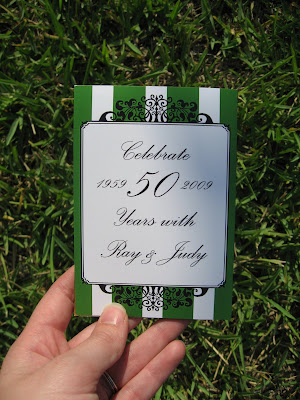 Celebrate
1959 50 2009
Years with
Ray & Judy